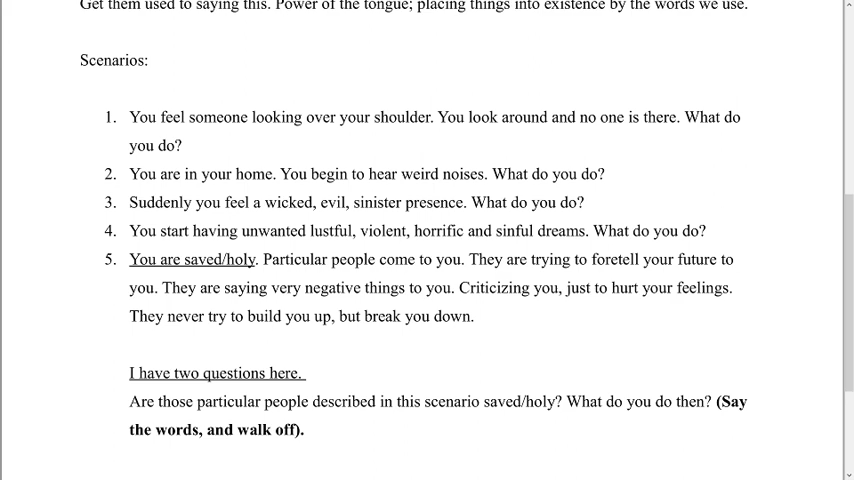 Get them used to saying this. Power of the tongue; placing things into existence by the words we use.
Scenarios:
1. You feel someone looking over your shoulder. You look around and no one is there. What do
you do?
2. You are in your home. You begin to hear weird noises. What do you do?
3. Suddenly you feel a wicked, evil, sinister presence. What do you do?
4. You start having unwanted lustful, violent, horrific and sinful dreams. What do you do?
5. You are saved/holy. Particular people come to you. They are trying to foretell your future to
you. They are saying very negative things to you. Criticizing you, just to hurt your feelings.
They never try to build you up, but break you down.
I have two questions here.
Are those particular people described in this scenario saved/holy? What do you do then? (Say
the words, and walk off).